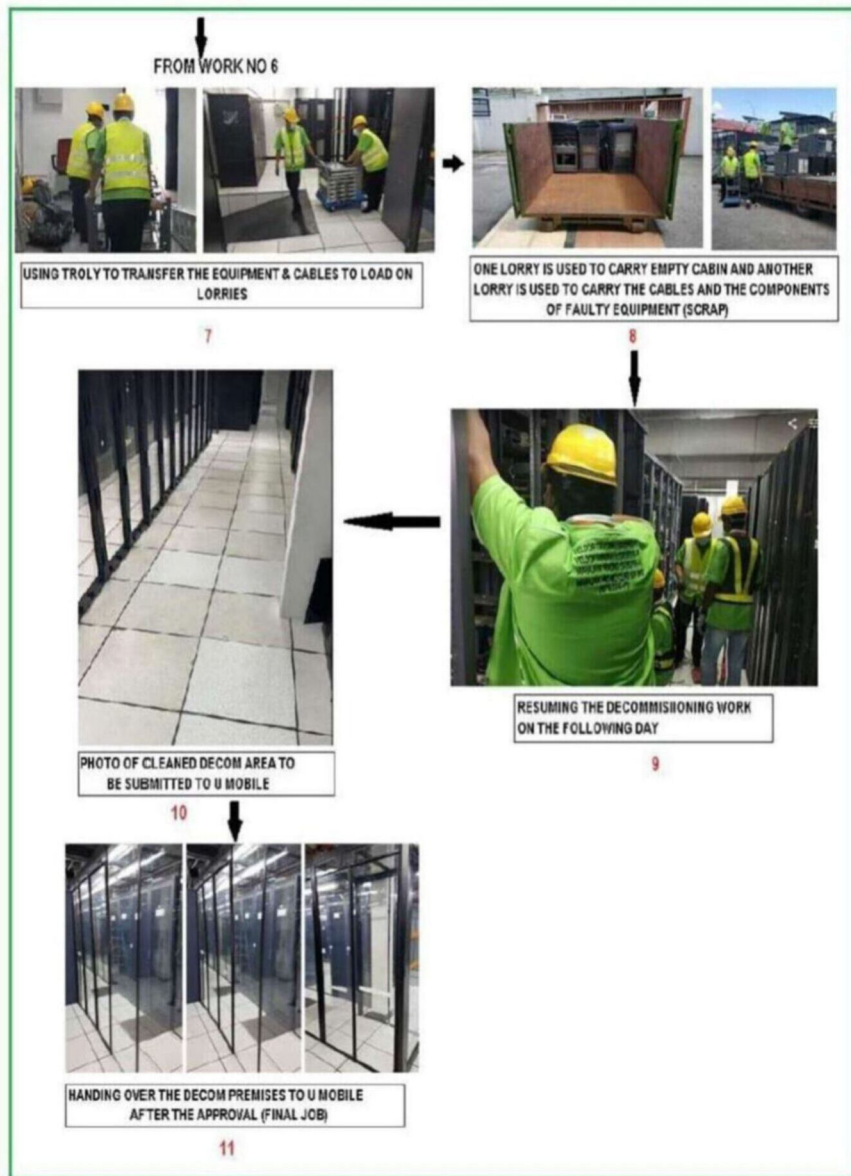 FROM WORK NO 6
USING TROLY TO TRANSFER THE EQUIPMENT & CABLES TO LOAD ON
LORRIES
7
ONE LORRY IS USED TO CARRY EMPTY CABIN AND ANOTHER
LORRY IS USED TO CARRY THE CABLES AND THE COMPONENTS
OF FAULTY EQUIPMENT (SCRAP)
8
RESUMING THE DECOMMISIIONING WORK
ON THE FOLLOWING DAY
9
PHOTO OF CLEANED DECOM AREA TO
BE SUBMITTED TO U MOBILE
10
HANDING OVER THE DECOM PREMISES TO U MOBILE
AFTER THE APPROVAL (FINAL JOB)
11